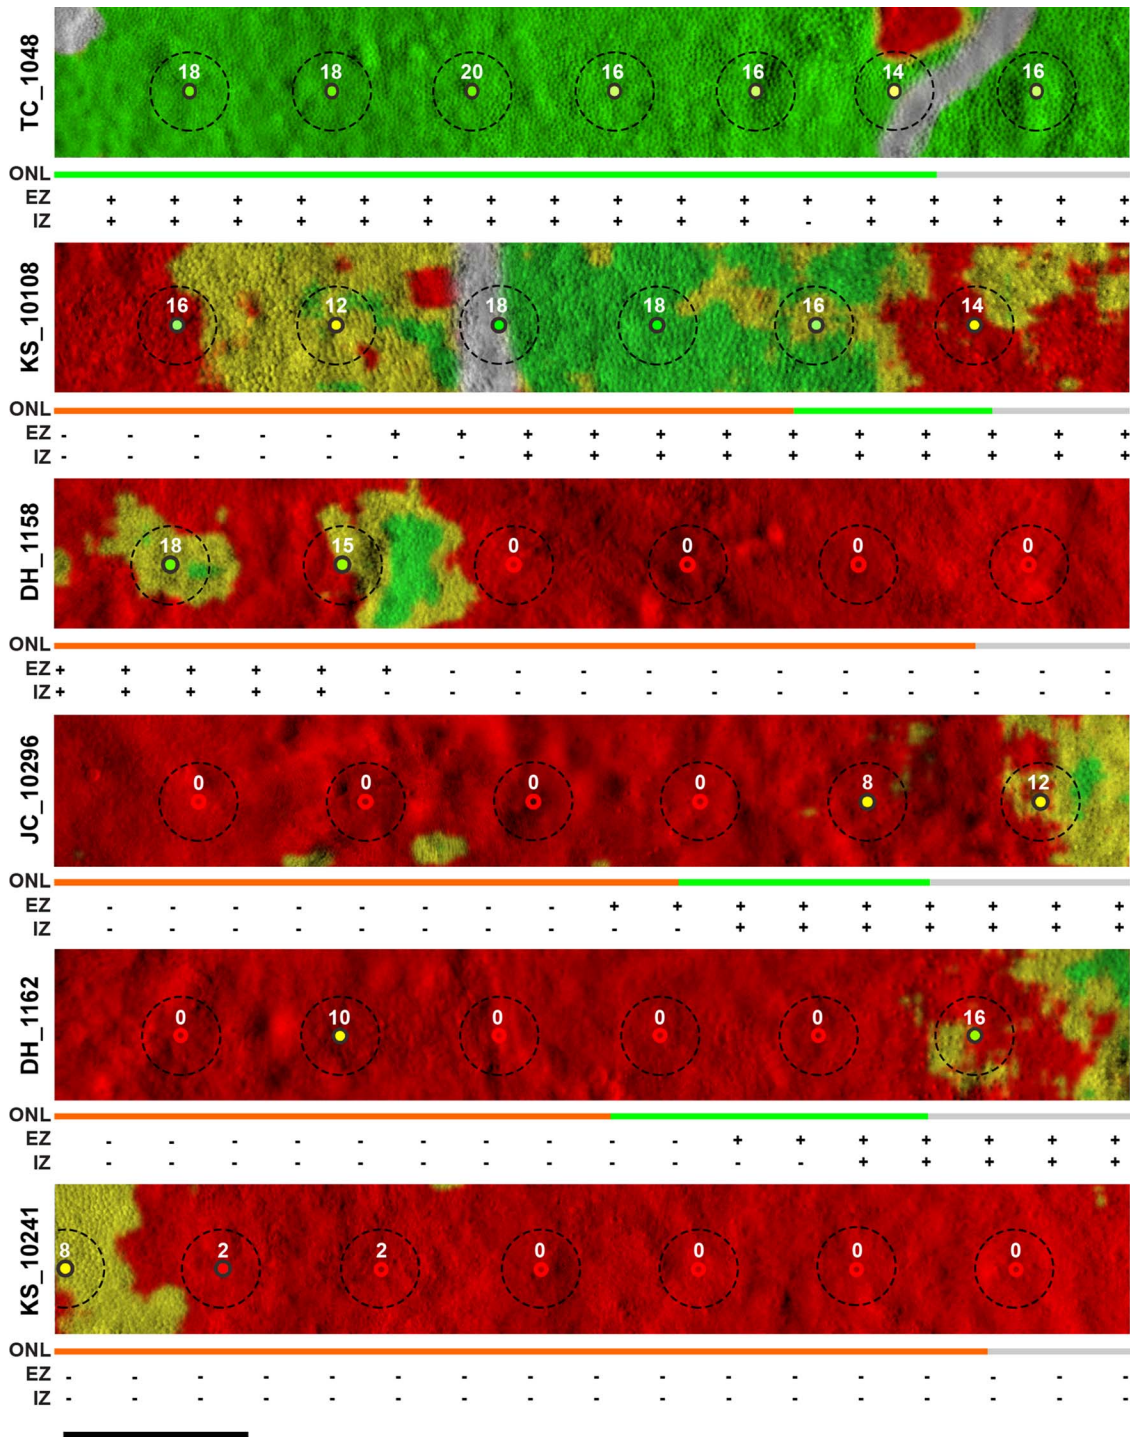 TC_1048
18 18 20 16 16 14 16
ONL
EZ + + + + + + + + + + + + + + + + +
IZ + + + + + + + + + + + - + + + + +
KS_10108
16 12 18 18 16 14
ONL
EZ - - - - - + + + + + + + + + + + +
IZ - - - - - - - + + + + + + + + + +
DH_1158
18 15 0 0 0 0
ONL
EZ + + + + + + - - - - - - - - - - -
IZ + + + + + - - - - - - - - - - - -
JC_10296
0 0 0 0 8 12
ONL
EZ - - - - - - - - + + + + + + + + +
IZ - - - - - - - - - - + + + + + + +
DH_1162
0 10 0 0 0 16
ONL
EZ - - - - - - - - - - + + + + + + +
IZ - - - - - - - - - - - - + + + + +
KS_10241
8 2 2 0 0 0 0
ONL
EZ - - - - - - - - - - - - - - - - -
IZ - - - - - - - - - - - - - - - - -